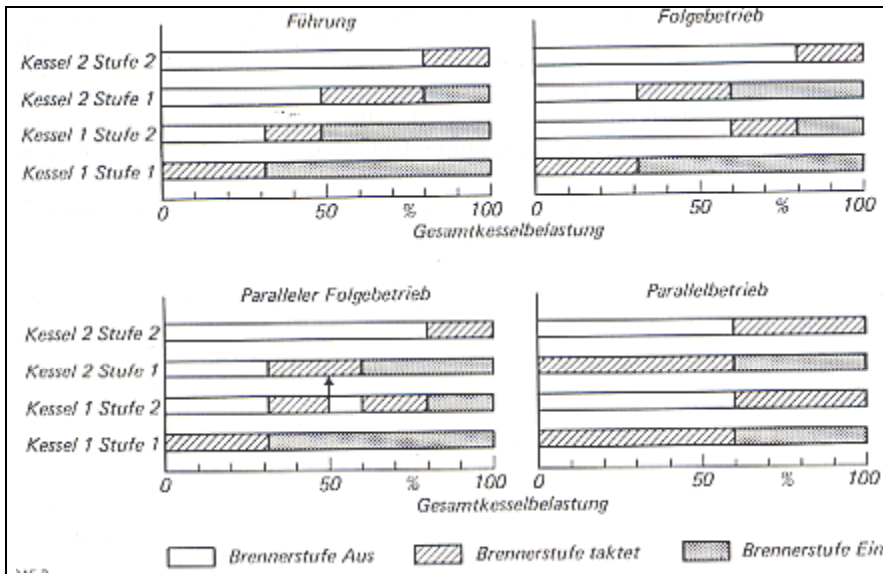 Führung
Kessel 2 Stufe 2
Kessel 2 Stufe 1
Kessel 1 Stufe 2
Kessel 1 Stufe 1
0 50 % 100
Folgebetrieb
0 50 % 100
Gesamtkesselbelastung
Paralleler Folgebetrieb
Kessel 2 Stufe 2
Kessel 2 Stufe 1
Kessel 1 Stufe 2
Kessel 1 Stufe 1
0 50 % 100
Parallelbetrieb
0 50 % 100
Gesamtkesselbelastung
Brennerstufe Aus Brennerstufe taktet Brennerstufe Ein